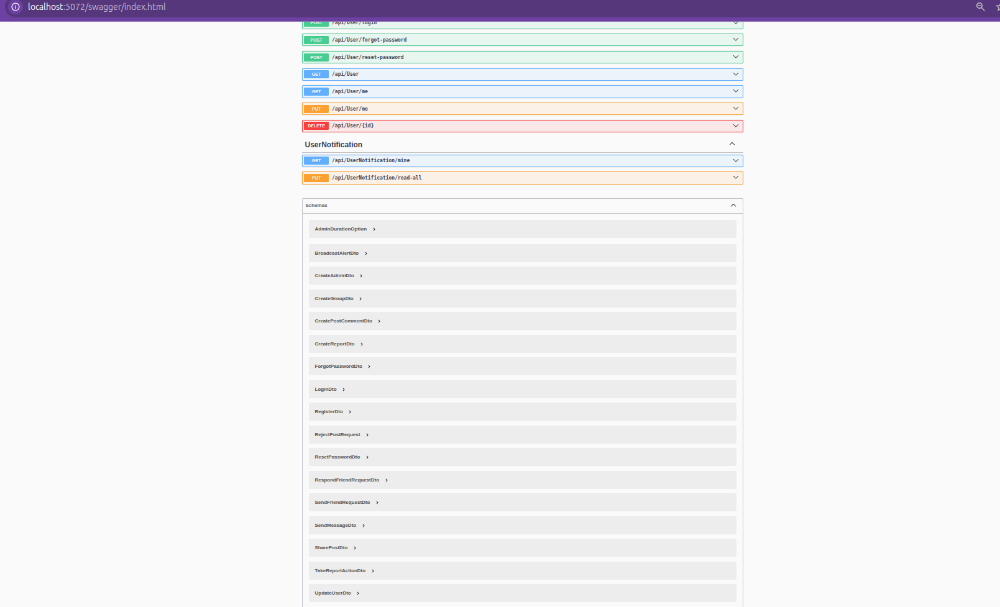 localhost:5072/swagger/index.html
POST /api/User/login
POST /api/User/forgot-password
POST /api/User/reset-password
GET /api/User
GET /api/User/me
PUT /api/User/me
DELETE /api/User/{id}
UserNotification
GET /api/UserNotification/mine
PUT /api/UserNotification/read-all
Schemas
AdminDurationOption
BroadcastAlertDto
CreateAdminDto
CreateGroupDto
CreatePostCommentDto
CreateReportDto
ForgotPasswordDto
LoginDto
RegisterDto
RejectPostRequest
ResetPasswordDto
RespondFriendRequestDto
SendFriendRequestDto
SendMessageDto
SharePostDto
TakeReportActionDto
UpdateUserDto